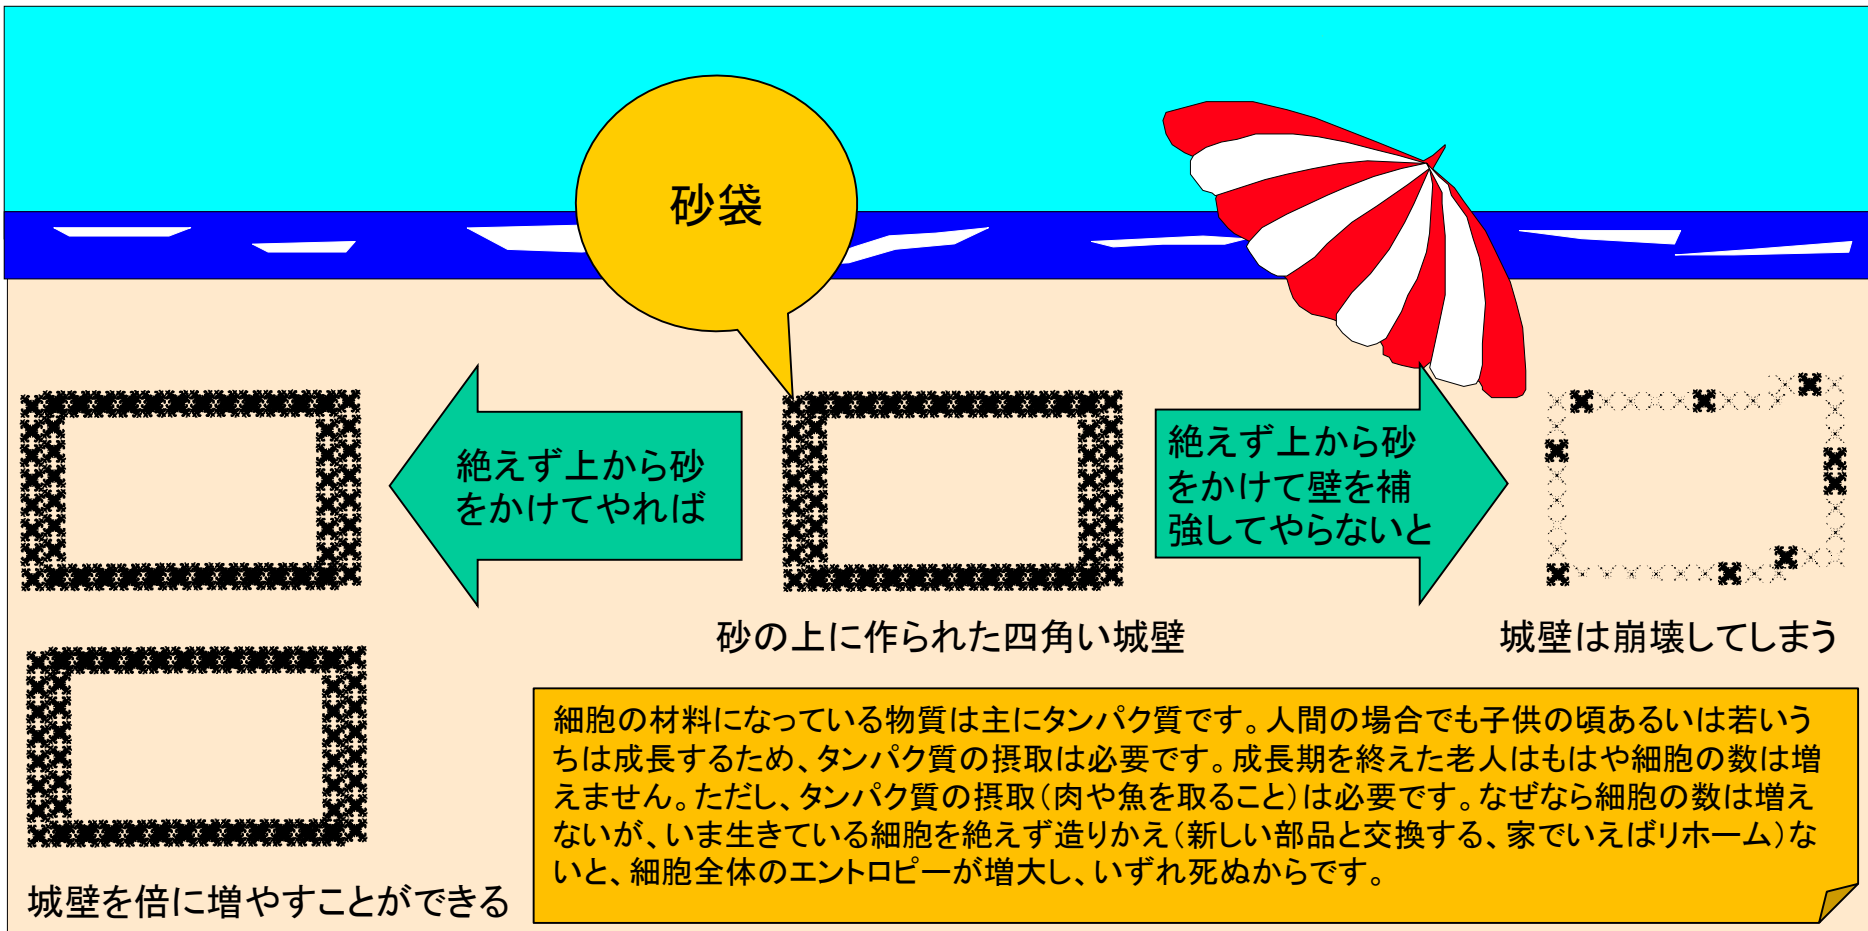 砂袋
絶えず上から砂
をかけてやれば
絶えず上から砂
をかけて壁を補
強してやらないと
砂の上に作られた四角い城壁
城壁は崩壊してしまう
細胞の材料になっている物質は主にタンパク質です。人間の場合でも子供の頃あるいは若いう
ちは成長するため、タンパク質の摂取は必要です。成長期を終えた老人はもはや細胞の数は増
えません。ただし、タンパク質の摂取（肉や魚を取ること）は必要です。なぜなら細胞の数は増え
ないが、いま生きている細胞を絶えず造りかえ（新しい部品と交換する、家でいえばリホーム）な
いと、細胞全体のエントロピーが増大し、いずれ死ぬからです。
城壁を倍に増やすことができる